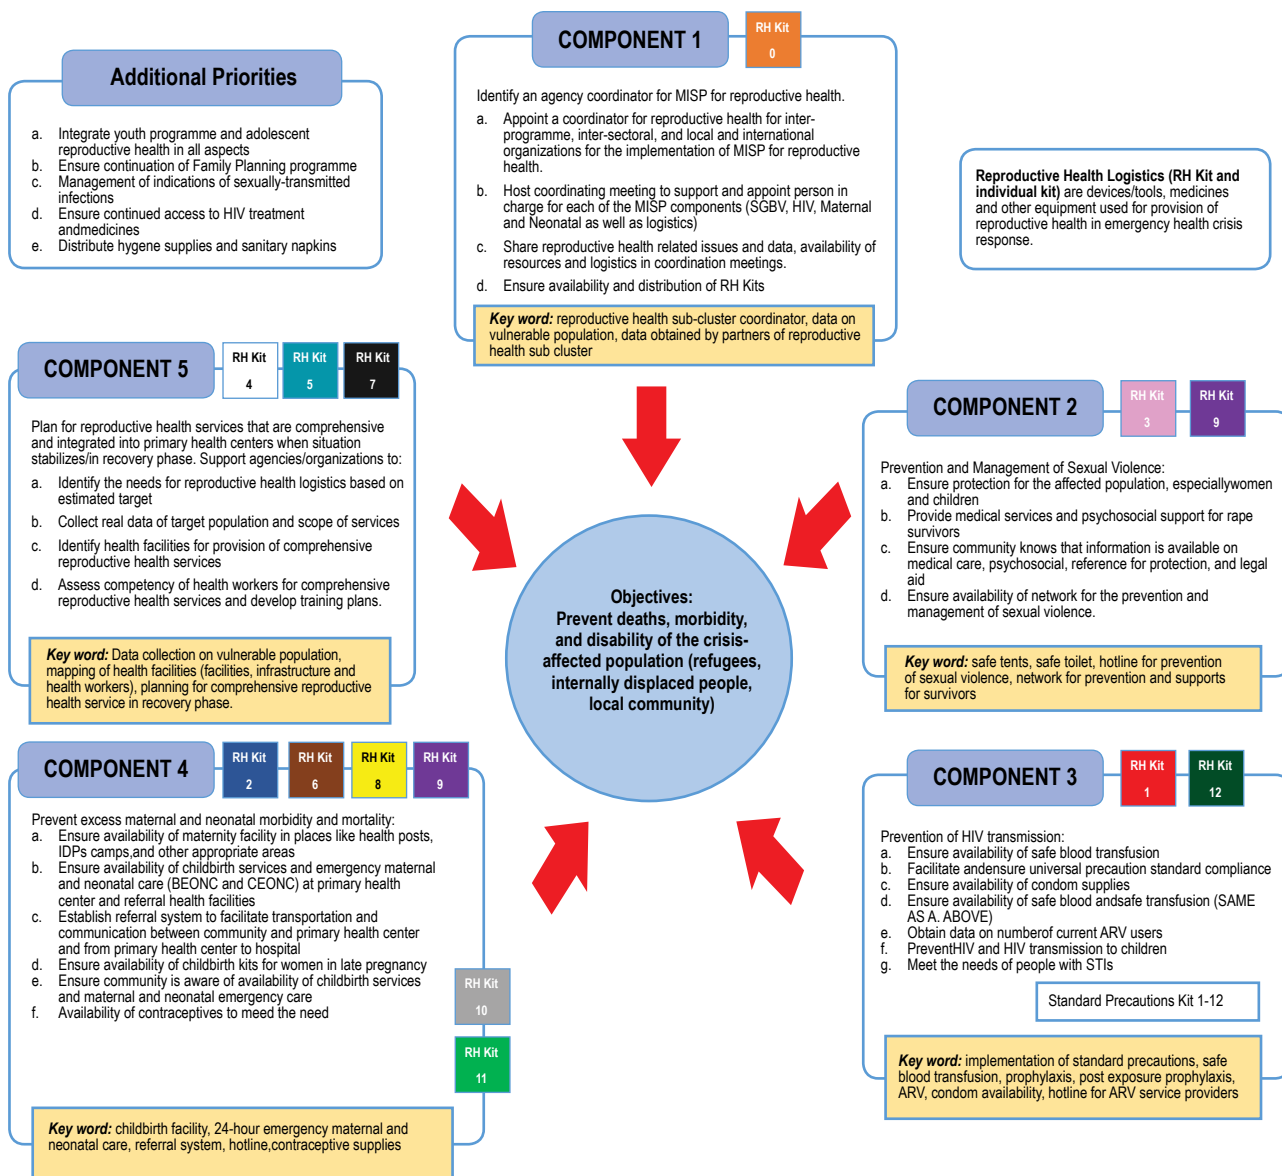 COMPONENT 1
RH Kit
0
Identify an agency coordinator for MISP for reproductive health.
a. Appoint a coordinator for reproductive health for inter-
programme, inter-sectoral, and local and international
organizations for the implementation of MISP for reproductive
health.
b. Host coordinating meeting to support and appoint person in
charge for each of the MISP components (SGBV, HIV, Maternal
and Neonatal as well as logistics)
c. Share reproductive health related issues and data, availability of
resources and logistics in coordination meetings.
d. Ensure availability and distribution of RH Kits
Key word: reproductive health sub-cluster coordinator, data on
vulnerable population, data obtained by partners of reproductive
health sub cluster
Additional Priorities
a. Integrate youth programme and adolescent
reproductive health in all aspects
b. Ensure continuation of Family Planning programme
c. Management of indications of sexually-transmitted
infections
d. Ensure continued access to HIV treatment
andmedicines
e. Distribute hygene supplies and sanitary napkins
Reproductive Health Logistics (RH Kit and
individual kit) are devices/tools, medicines
and other equipment used for provision of
reproductive health in emergency health crisis
response.
COMPONENT 5
RH Kit
4
RH Kit
5
RH Kit
7
Plan for reproductive health services that are comprehensive
and integrated into primary health centers when situation
stabilizes/in recovery phase. Support agencies/organizations to:
a. Identify the needs for reproductive health logistics based on
estimated target
b. Collect real data of target population and scope of services
c. Identify health facilities for provision of comprehensive
reproductive health services
d. Assess competency of health workers for comprehensive
reproductive health services and develop training plans.
Key word: Data collection on vulnerable population,
mapping of health facilities (facilities, infrastructure and
health workers), planning for comprehensive reproductive
health service in recovery phase.
COMPONENT 2
RH Kit
3
RH Kit
9
Prevention and Management of Sexual Violence:
a. Ensure protection for the affected population, especiallywomen
and children
b. Provide medical services and psychosocial support for rape
survivors
c. Ensure community knows that information is available on
medical care, psychosocial, reference for protection, and legal
aid
d. Ensure availability of network for the prevention and
management of sexual violence.
Key word: safe tents, safe toilet, hotline for prevention
of sexual violence, network for prevention and supports
for survivors
Objectives:
Prevent deaths, morbidity,
and disability of the crisis-
affected population (refugees,
internally displaced people,
local community)
COMPONENT 4
RH Kit
2
RH Kit
6
RH Kit
8
RH Kit
9
Prevent excess maternal and neonatal morbidity and mortality:
a. Ensure availability of maternity facility in places like health posts,
IDPs camps,and other appropriate areas
b. Ensure availability of childbirth services and emergency maternal
and neonatal care (BEONC and CEONC) at primary health
center and referral health facilities
c. Establish referral system to facilitate transportation and
communication between community and primary health center
and from primary health center to hospital
d. Ensure availability of childbirth kits for women in late pregnancy
e. Ensure community is aware of availability of childbirth services
and maternal and neonatal emergency care
f. Availability of contraceptives to meed the need
RH Kit
10
RH Kit
11
Key word: childbirth facility, 24-hour emergency maternal and
neonatal care, referral system, hotline,contraceptive supplies
COMPONENT 3
RH Kit
1
RH Kit
12
Prevention of HIV transmission:
a. Ensure availability of safe blood transfusion
b. Facilitate andensure universal precaution standard compliance
c. Ensure availability of condom supplies
d. Ensure availability of safe blood andsafe transfusion (SAME
AS A. ABOVE)
e. Obtain data on numberof current ARV users
f. PreventHIV and HIV transmission to children
g. Meet the needs of people with STIs
Standard Precautions Kit 1-12
Key word: implementation of standard precautions, safe
blood transfusion, prophylaxis, post exposure prophylaxis,
ARV, condom availability, hotline for ARV service providers